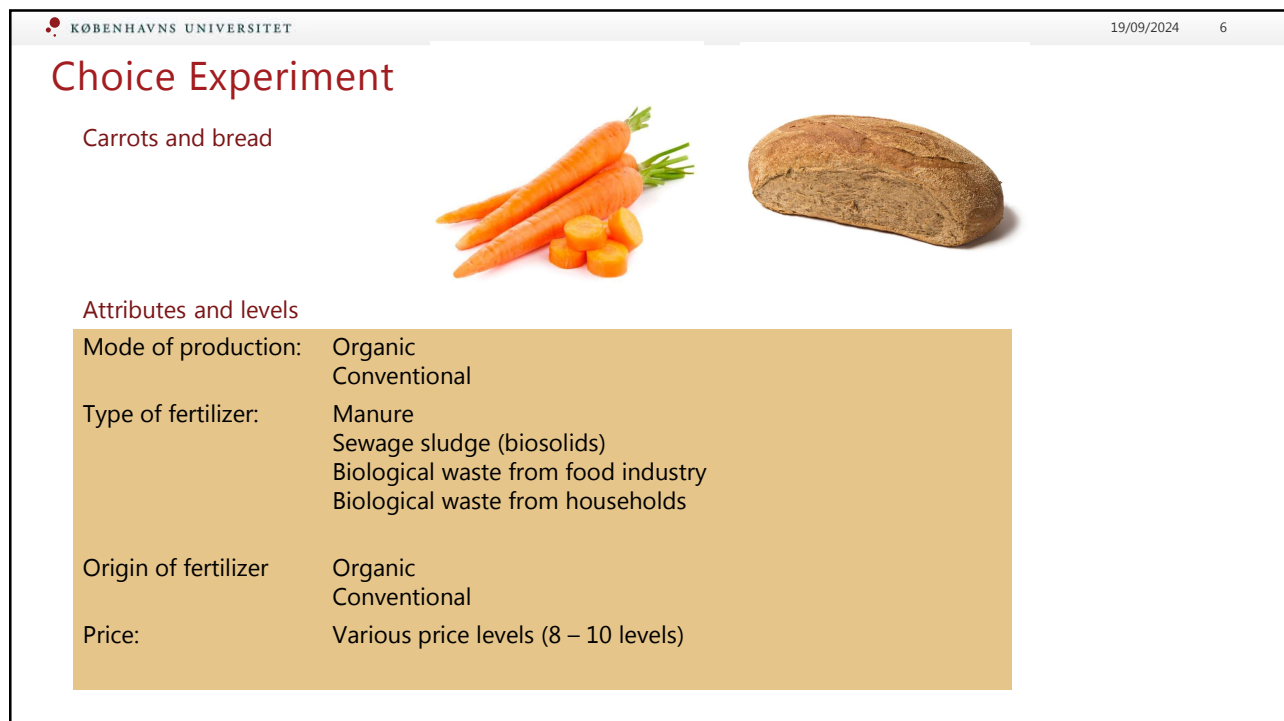 KØBENHAVNS UNIVERSITET
19/09/2024 6
Choice Experiment
Carrots and bread
Attributes and levels
Mode of production: Organic
Conventional
Type of fertilizer: Manure
Sewage sludge (biosolids)
Biological waste from food industry
Biological waste from households
Origin of fertilizer Organic
Conventional
Price: Various price levels (8 – 10 levels)